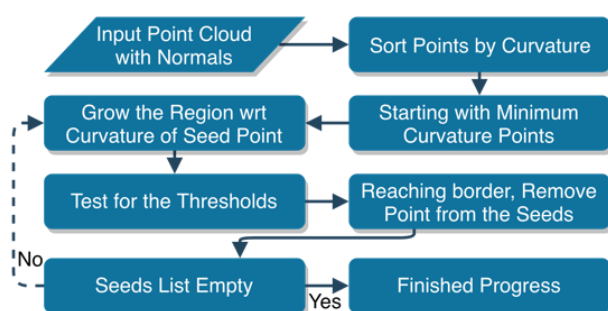 Input Point Cloud
with Normals
Sort Points by Curvature
Grow the Region wrt
Curvature of Seed Point
Starting with Minimum
Curvature Points
Test for the Thresholds
Reaching border, Remove
Point from the Seeds
No
Seeds List Empty
Yes
Finished Progress